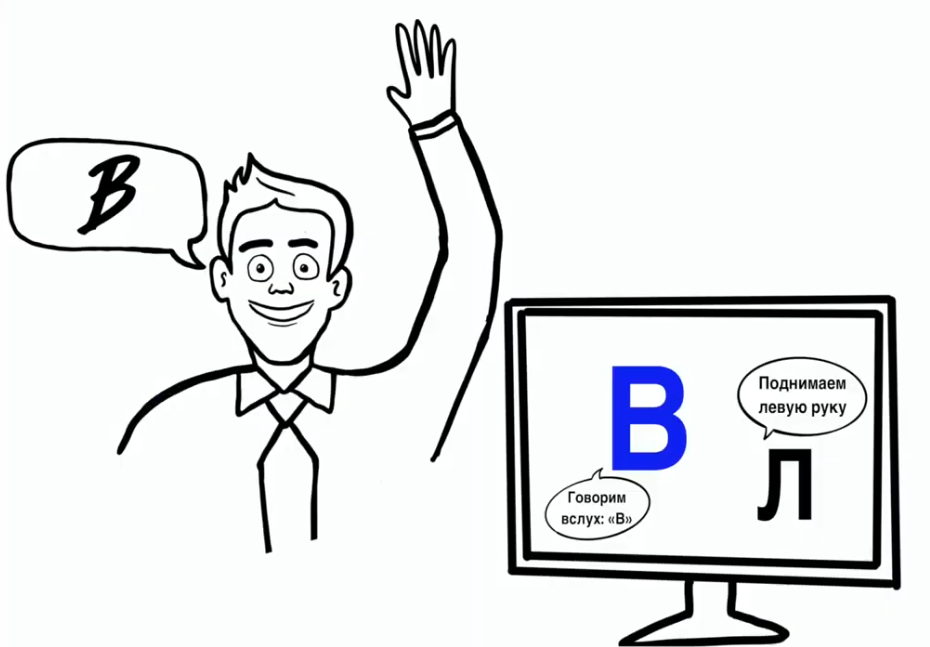 В
В
Поднимаем
левую руку
Л
Говорим
вслух: «В»